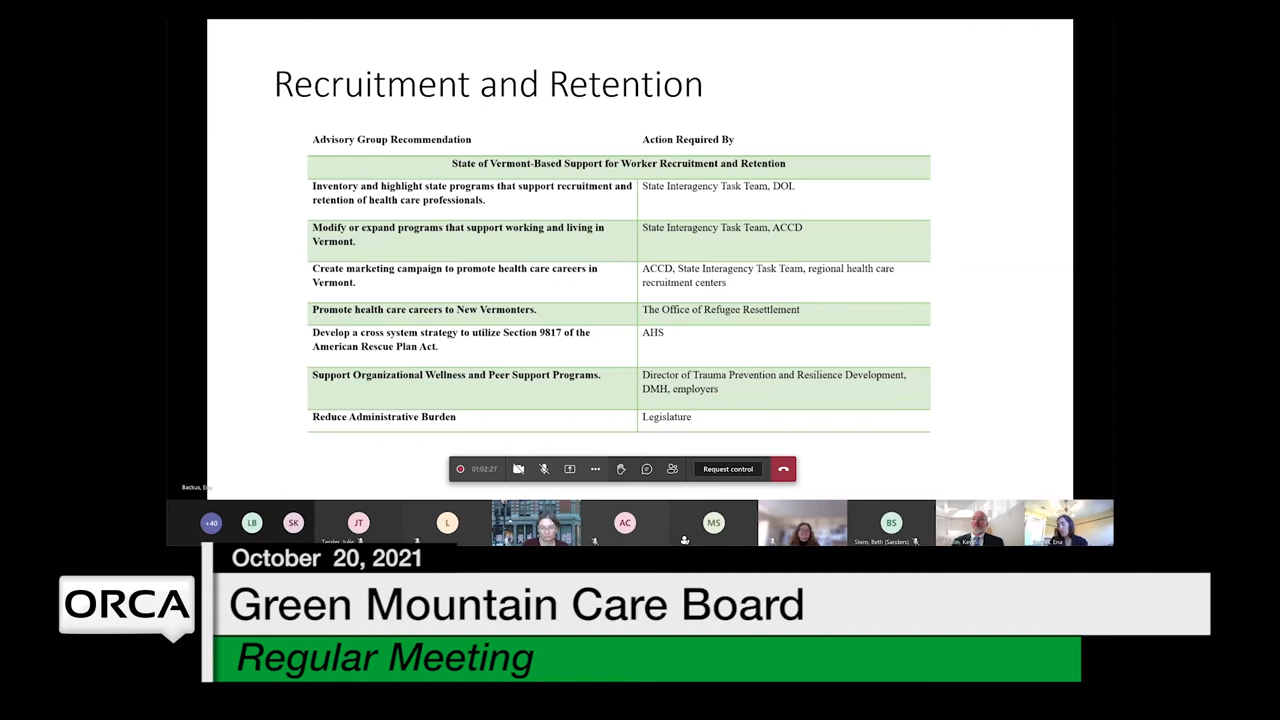 Recruitment and Retention
Advisory Group Recommendation
Action Required By
State of Vermont-Based Support for Worker Recruitment and Retention
Inventory and highlight state programs that support recruitment and
retention of health care professionals.
State Interagency Task Team, DOL
Modify or expand programs that support working and living in
Vermont.
State Interagency Task Team, ACCD
Create marketing campaign to promote health care careers in
Vermont.
ACCD, State Interagency Task Team, regional health care
recruitment centers
Promote health care careers to New Vermonters.
The Office of Refugee Resettlement
Develop a cross system strategy to utilize Section 9817 of the
American Rescue Plan Act.
AHS
Support Organizational Wellness and Peer Support Programs.
Director of Trauma Prevention and Resilience Development,
DMH, employers
Reduce Administrative Burden
Legislature
01:02:27
Request control
Backus,
+40
LB
SK
JT
L
AC
MS
BS
Stern, Beth (Sanders)
October 20, 2021
ORCA
Green Mountain Care Board
Regular Meeting